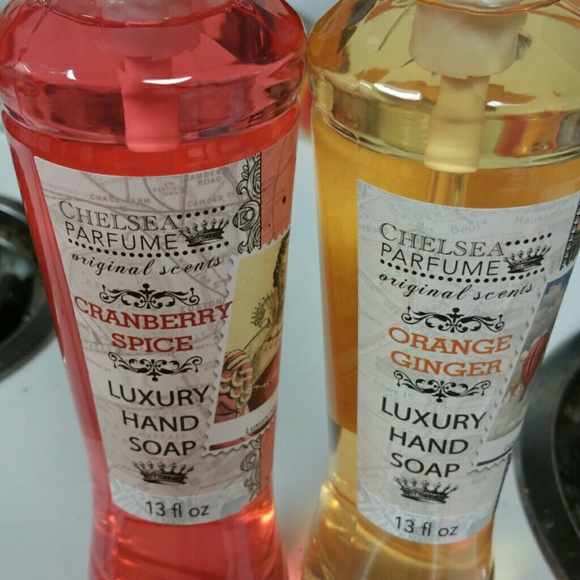 CHELSEA
PARFUME
original scents
CRANBERRY
SPICE
LUXURY
HAND
SOAP
13 fl oz
CHELSEA
PARFUME
original scents
ORANGE
GINGER
LUXURY
HAND
SOAP
13 fl oz